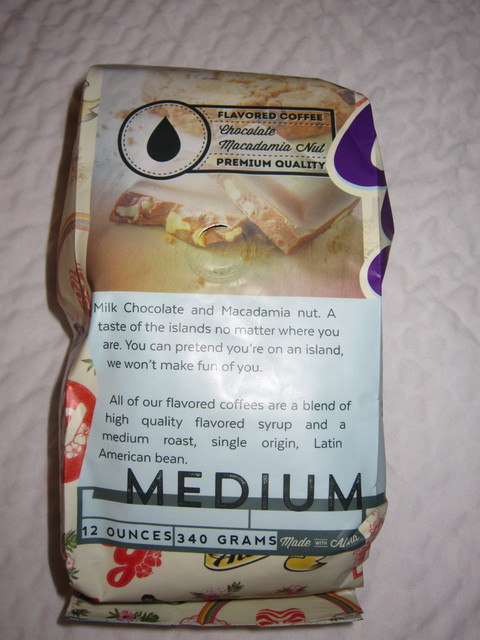 FLAVORED COFFEE
Chocolate
Macadamia Nut
PREMIUM QUALITY
Milk Chocolate and Macadamia nut. A
taste of the islands no matter where you
are. You can pretend you're on an island,
we won't make fun of you.
All of our flavored coffees are a blend of
high quality flavored syrup and a
medium roast, single origin, Latin
American bean.
MEDIUM
12 OUNCES 340 GRAMS Made WITH